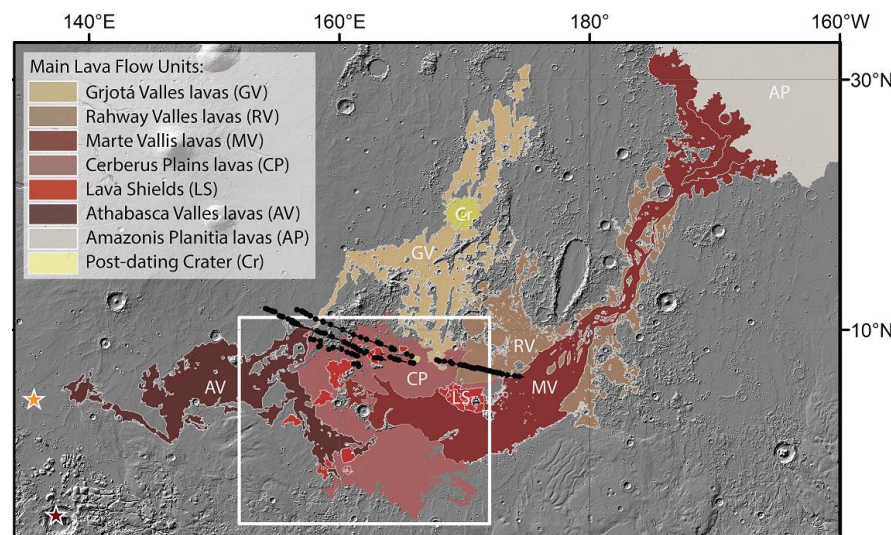 140°E 160°E 180° 160°W
Main Lava Flow Units:
Grjotá Valles lavas (GV)
Rahway Valles lavas (RV)
Marte Vallis lavas (MV)
Cerberus Plains lavas (CP)
Lava Shields (LS)
Athabasca Valles lavas (AV)
Amazonis Planitia lavas (AP)
Post-dating Crater (Cr)
30°N
AP
Cr
GV
10°N
RV
AV
CP
MV
LS